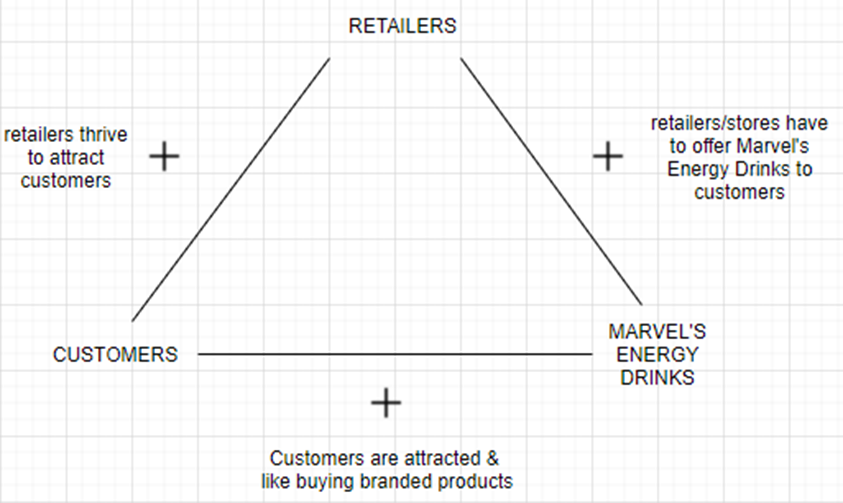 RETAILERS
retailers thrive
to attract
customers
+
+
retailers/stores have
to offer Marvel's
Energy Drinks to
customers
CUSTOMERS
MARVEL'S
ENERGY
DRINKS
+
Customers are attracted &
like buying branded products